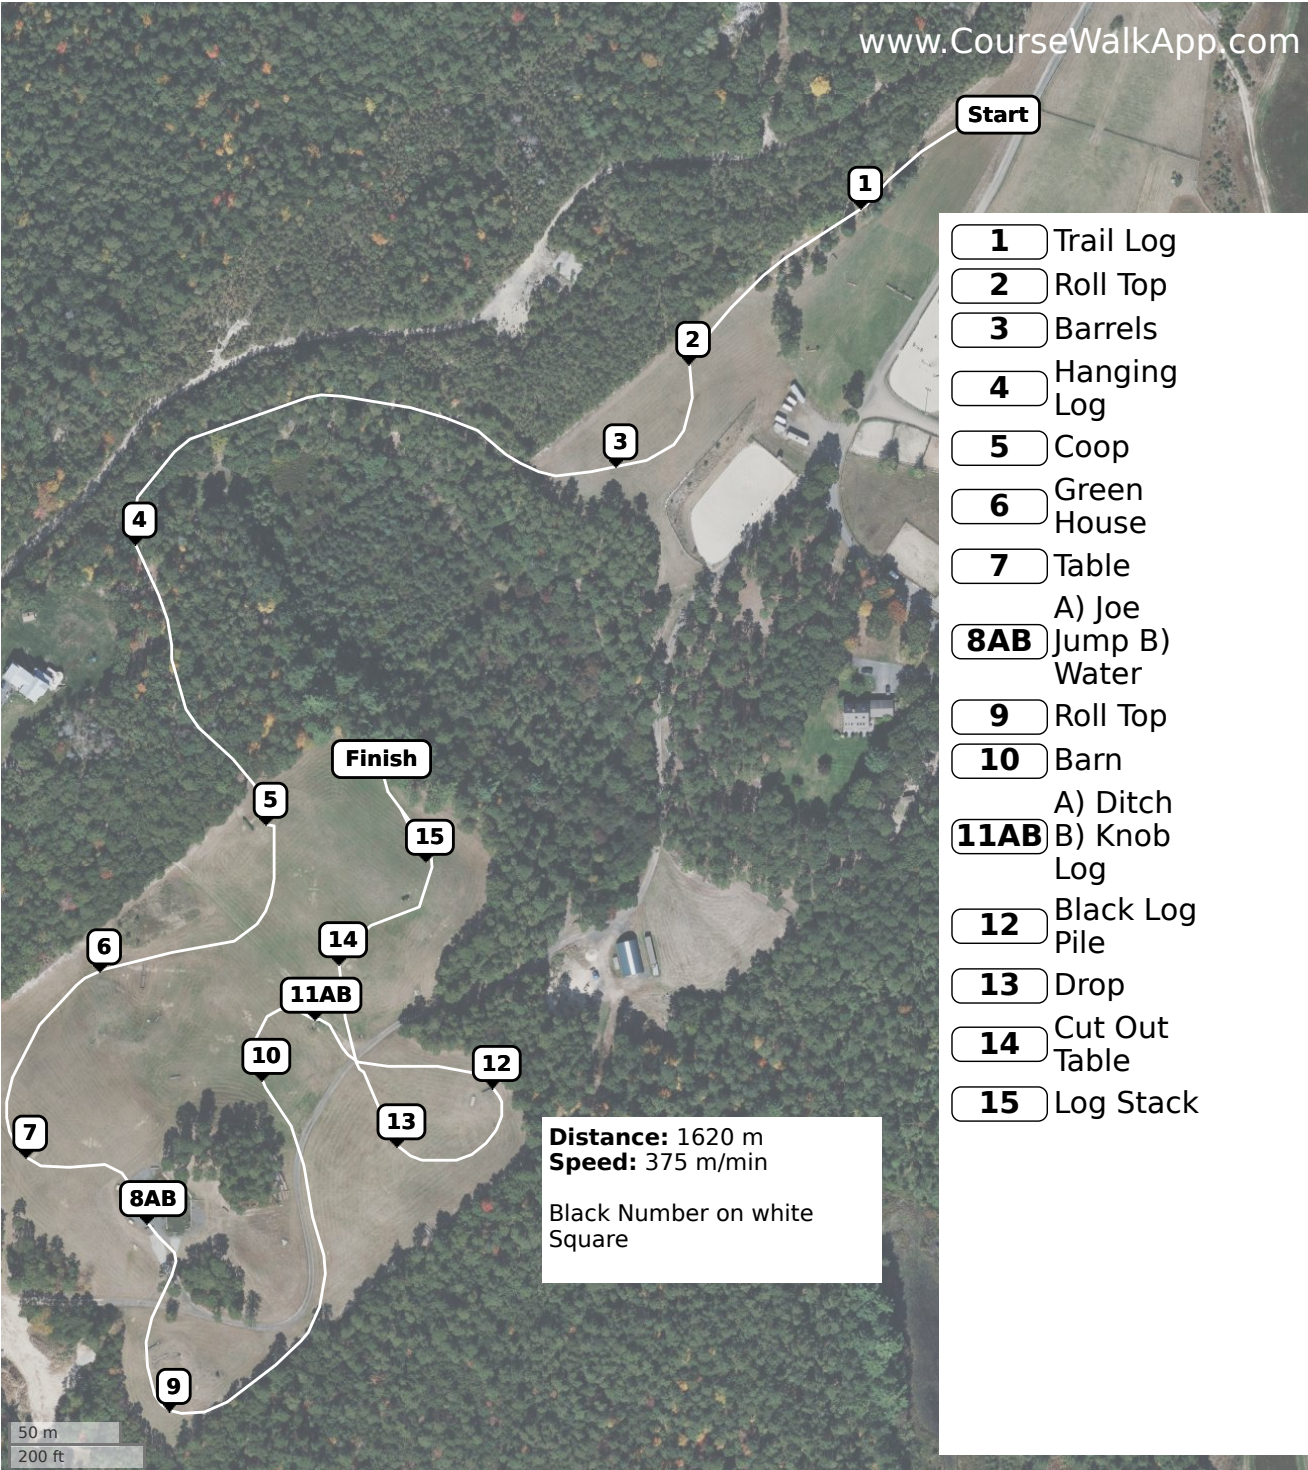 www.CourseWalkApp.com
Start
1
2
3
4
5
Finish
15
6
14
11AB
10
12
13
7
8AB
9
1 Trail Log
2 Roll Top
3 Barrels
4 Hanging
Log
5 Coop
6 Green
House
7 Table
8AB A) Joe
Jump B)
Water
9 Roll Top
10 Barn
11AB A) Ditch
B) Knob
Log
12 Black Log
Pile
13 Drop
14 Cut Out
Table
15 Log Stack
Distance: 1620 m
Speed: 375 m/min
Black Number on white
Square
50 m
200 ft